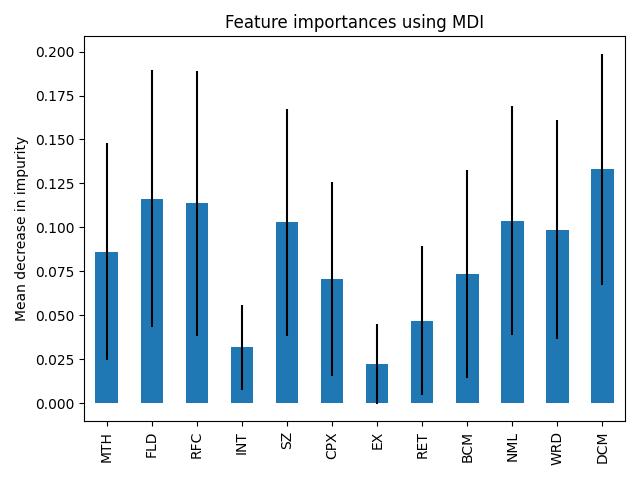 Feature importances using MDI
Mean decrease in impurity
0.200
0.175
0.150
0.125
0.100
0.075
0.050
0.025
0.000
MTH
FLD
RFC
INT
SZ
CPX
EX
RET
BCM
NML
WRD
DCM